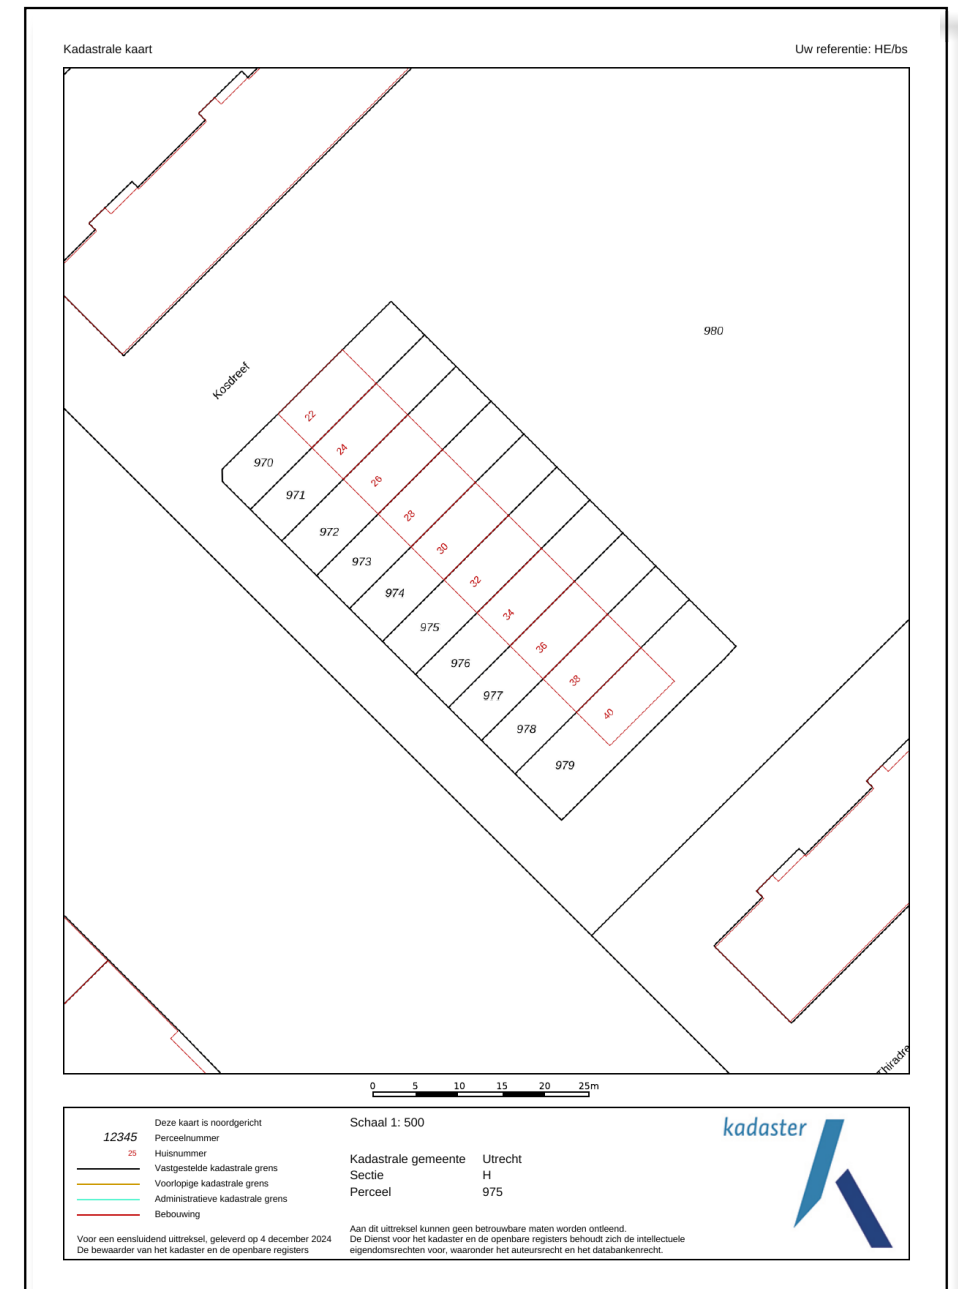 Kadastrale kaart
Uw referentie: HE/bs
980
Kosdreef
22
24
26
28
30
32
34
36
38
40
970
971
972
973
974
975
976
977
978
979
0 5 10 15 20 25m
12345
25
Deze kaart is noordgericht
Perceelnummer
Huisnummer
Vastgestelde kadastrale grens
Voorlopige kadastrale grens
Administratieve kadastrale grens
Bebouwing
Voor een eensluidend uittreksel, geleverd op 4 december 2024
De bewaarder van het kadaster en de openbare registers
Schaal 1: 500
Kadastrale gemeente Utrecht
Sectie H
Perceel 975
Aan dit uittreksel kunnen geen betrouwbare maten worden ontleend.
De Dienst voor het kadaster en de openbare registers behoudt zich de intellectuele
eigendomsrechten voor, waaronder het auteursrecht en het databankenrecht.
kadaster